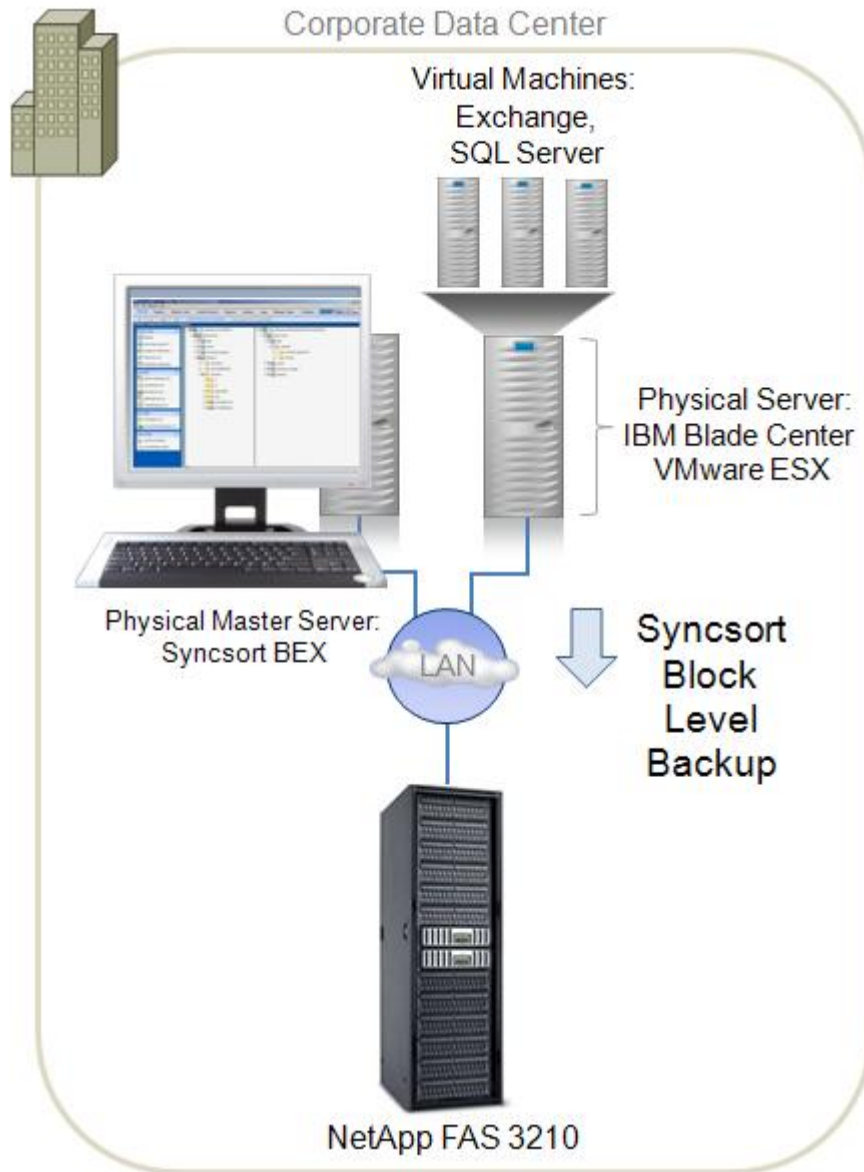 Corporate Data Center
Virtual Machines:
Exchange,
SQL Server
Physical Server:
IBM Blade Center
VMware ESX
Physical Master Server:
Syncsort BEX
LAN
Syncsort
Block
Level
Backup
NetApp FAS 3210